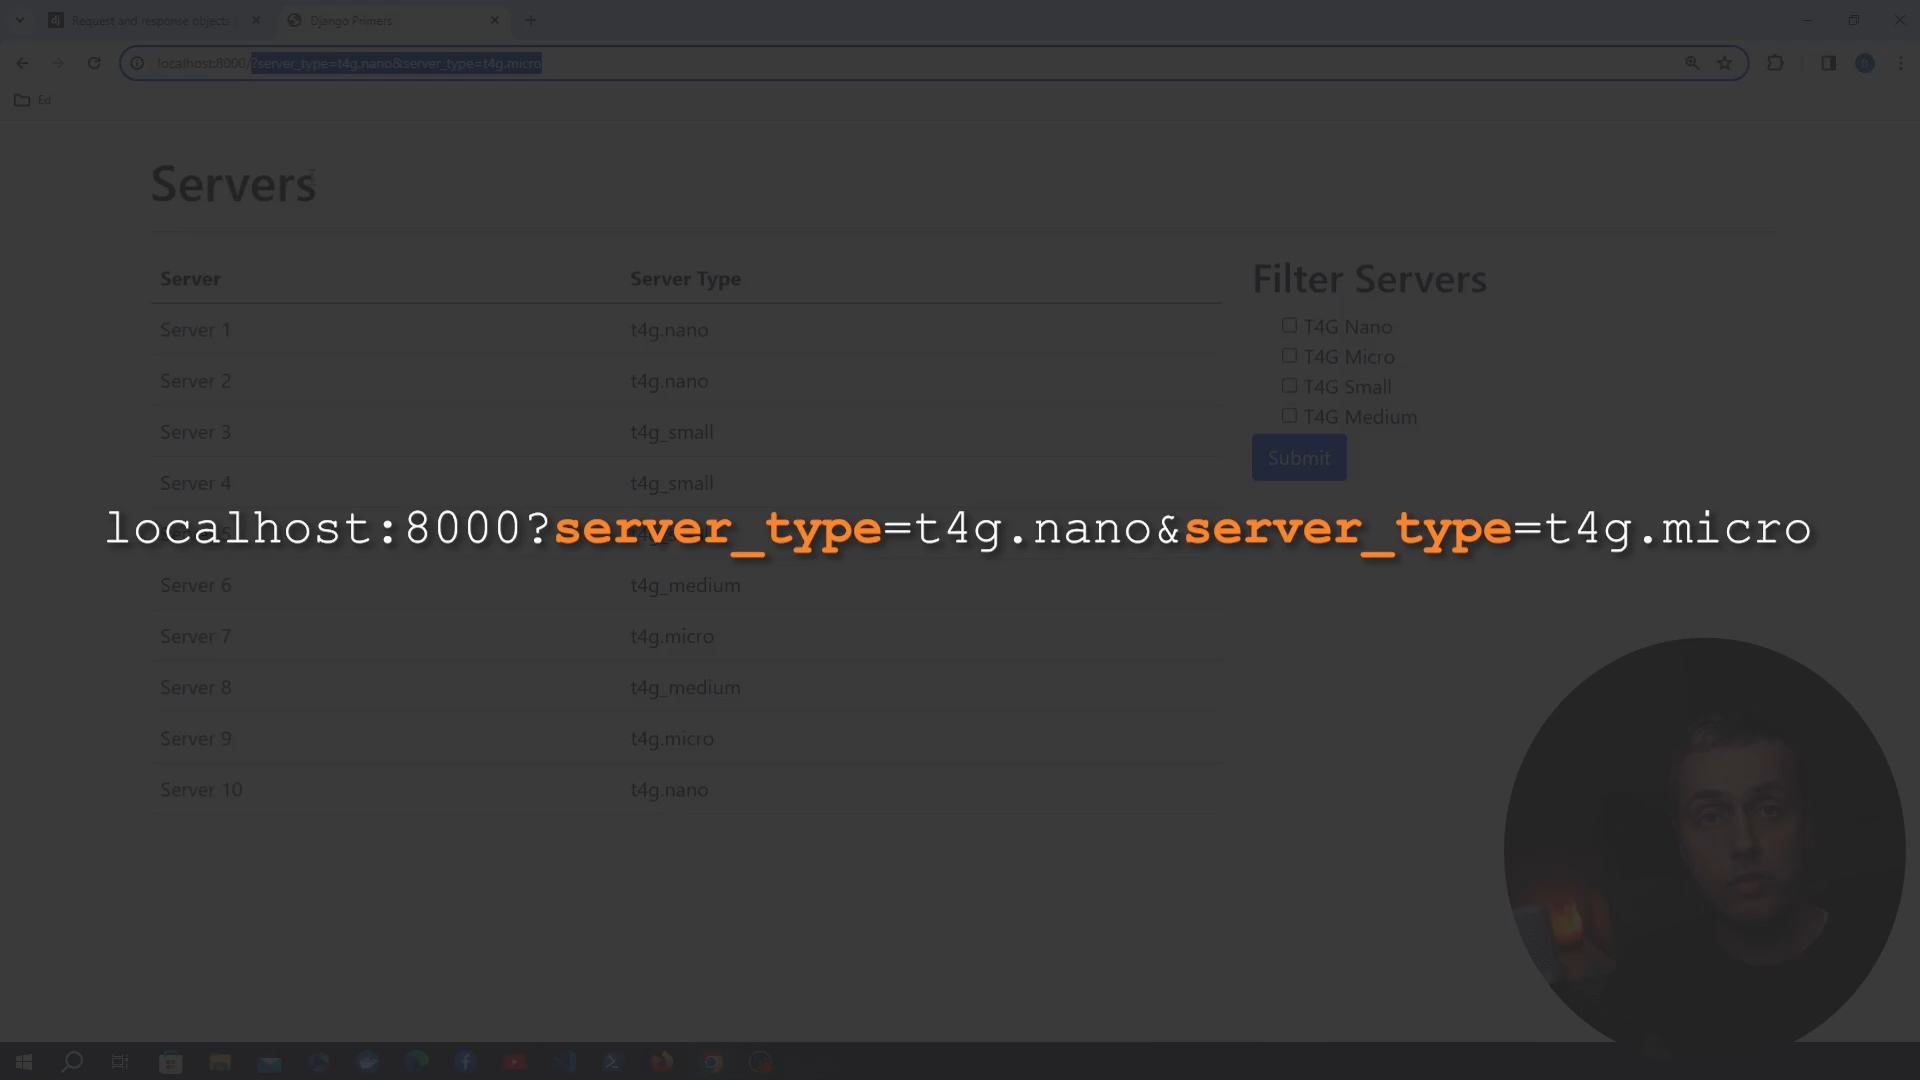 Request and response objects
Django Primers
localhost:8000/?server_type=t4g.nano&server_type=t4g.micro
Ed
Servers
Server Server Type
Server 1 t4g.nano
Server 2 t4g.nano
Server 3 t4g_small
Server 4 t4g_small
localhost:8000?server_type=t4g.nano&server_type=t4g.micro
Server 6 t4g_medium
Server 7 t4g.micro
Server 8 t4g_medium
Server 9 t4g.micro
Server 10 t4g.nano
Filter Servers
T4G Nano
T4G Micro
T4G Small
T4G Medium
Submit